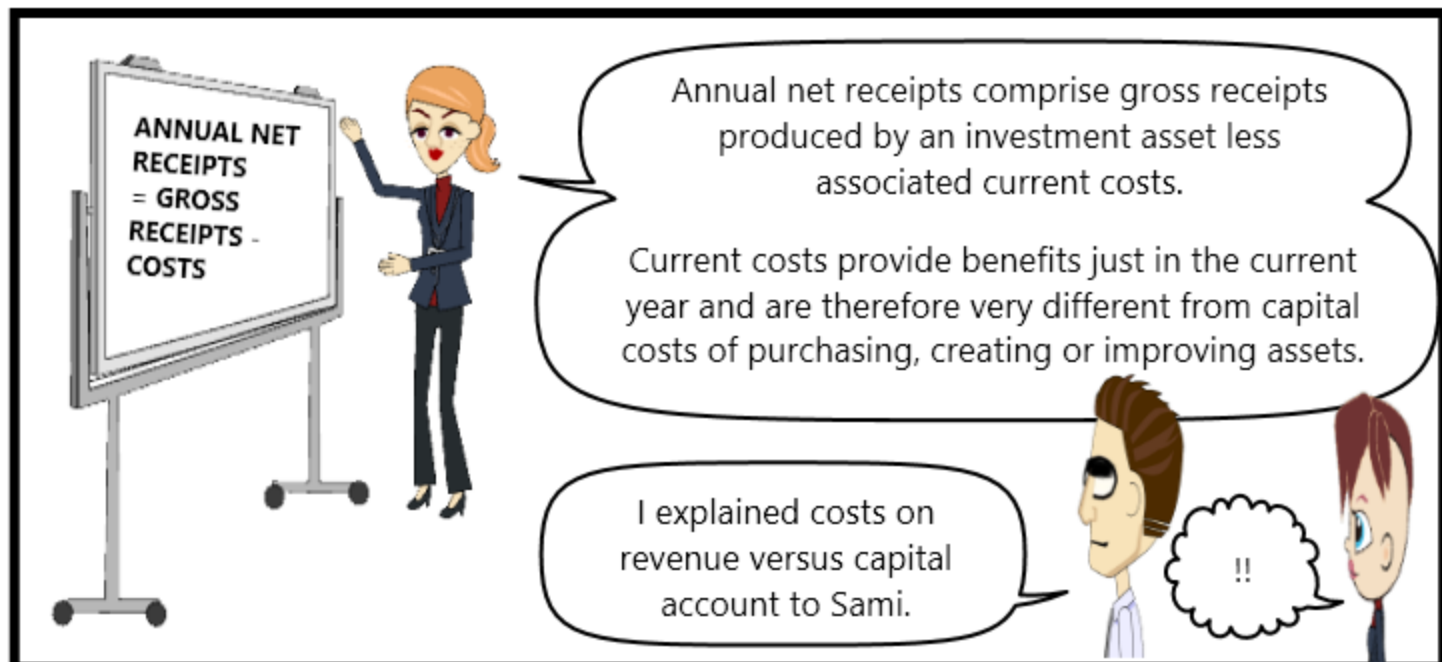 ANNUAL NET
RECEIPTS
= GROSS
RECEIPTS -
COSTS
Annual net receipts comprise gross receipts
produced by an investment asset less
associated current costs.
Current costs provide benefits just in the current
year and are therefore very different from capital
costs of purchasing, creating or improving assets.
I explained costs on
revenue versus capital
account to Sami.
!!